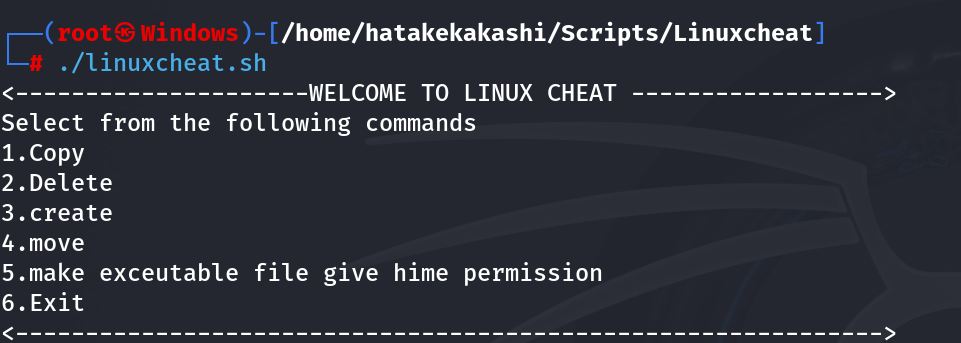 ┌──(root㉿Windows)-[/home/hatakekakashi/Scripts/Linuxcheat]
└─# ./linuxcheat.sh
<---------------------WELCOME TO LINUX CHEAT ------------------>
Select from the following commands
1.Copy
2.Delete
3.create
4.move
5.make exceutable file give hime permission
6.Exit
<-------------------------------------------------------------->